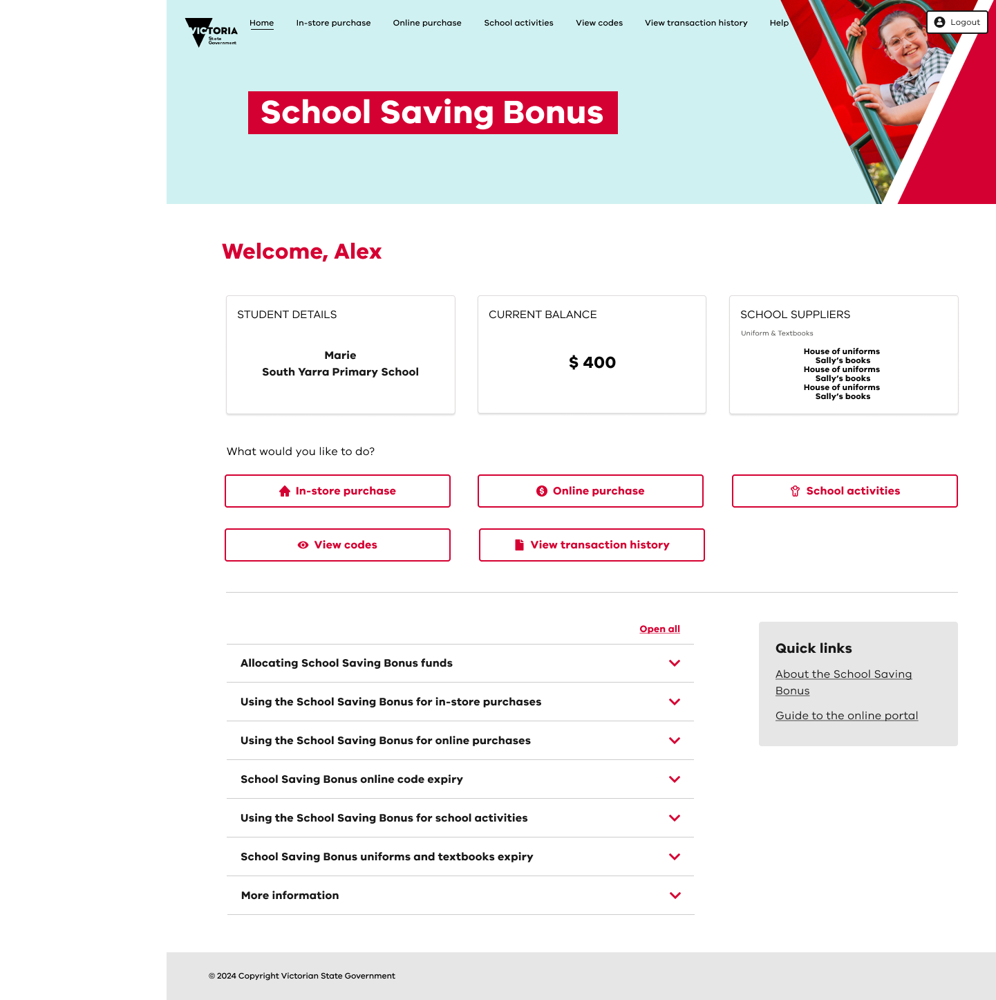 VICTORIA
State
Government
Home In-store purchase Online purchase School activities View codes View transaction history Help
Logout
School Saving Bonus
Welcome, Alex
STUDENT DETAILS
Marie
South Yarra Primary School
CURRENT BALANCE
$ 400
SCHOOL SUPPLIERS
Uniform & Textbooks
House of uniforms
Sally's books
House of uniforms
Sally's books
House of uniforms
Sally's books
What would you like to do?
In-store purchase
Online purchase
School activities
View codes
View transaction history
Open all
Allocating School Saving Bonus funds
Using the School Saving Bonus for in-store purchases
Using the School Saving Bonus for online purchases
School Saving Bonus online code expiry
Using the School Saving Bonus for school activities
School Saving Bonus uniforms and textbooks expiry
More information
Quick links
About the School Saving
Bonus
Guide to the online portal
© 2024 Copyright Victorian State Government